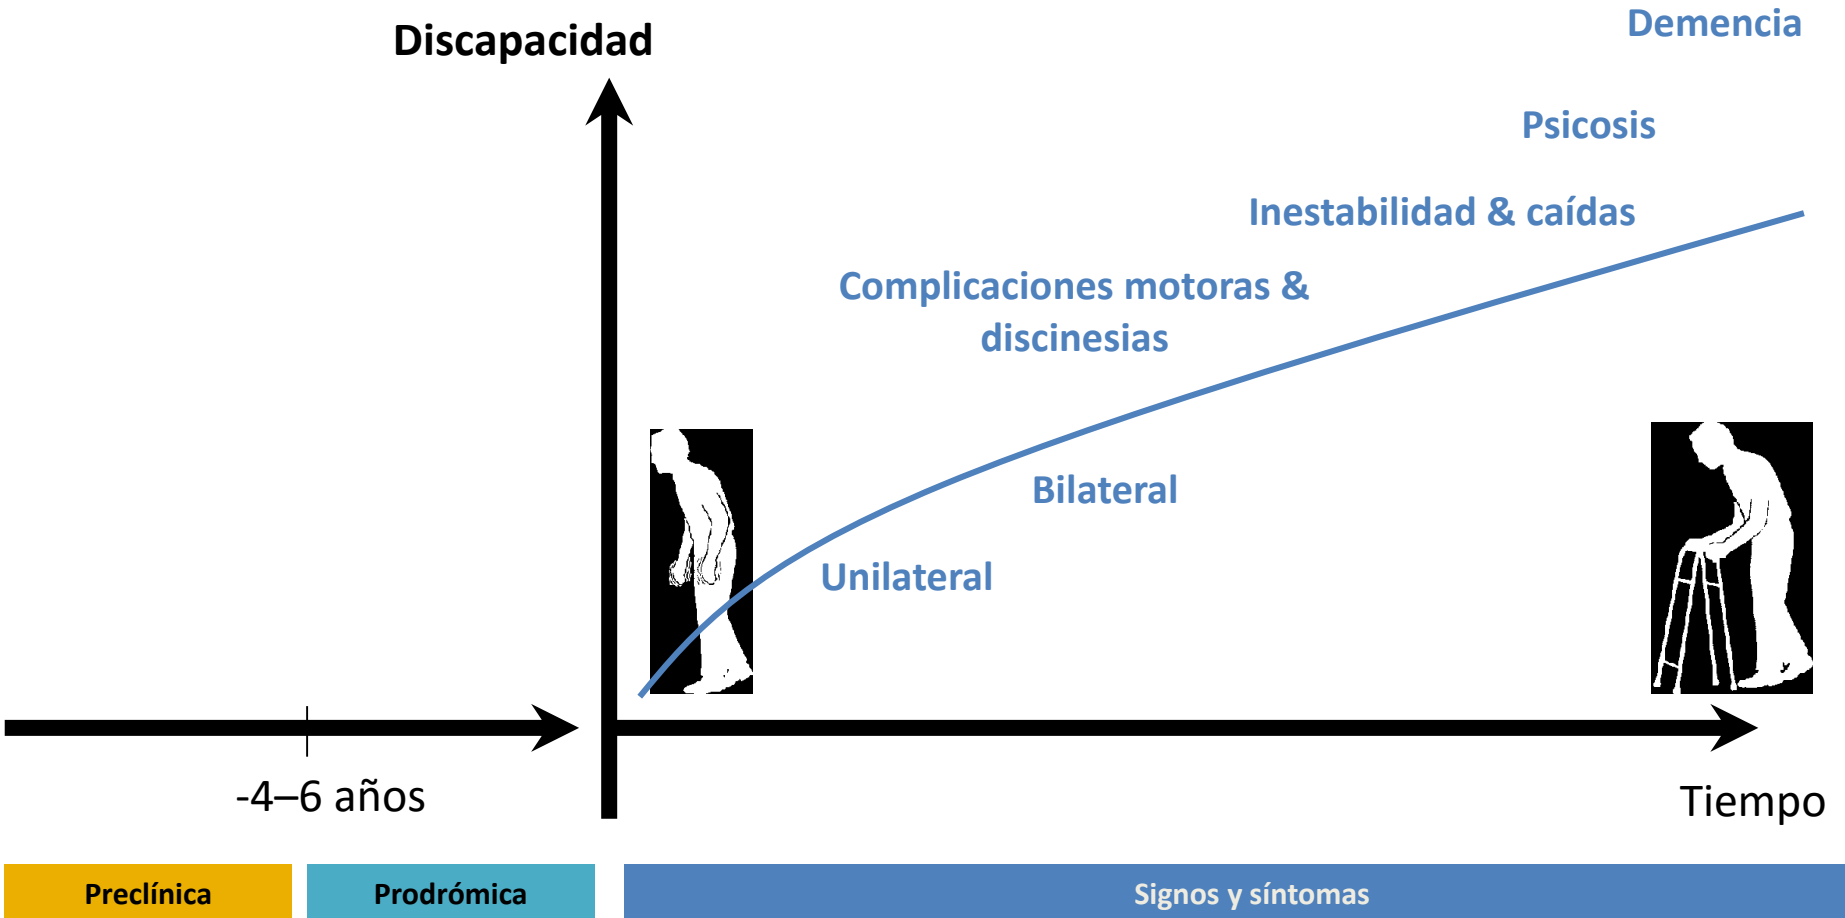 Demencia
Discapacidad
Psicosis
Inestabilidad & caídas
Complicaciones motoras &
discinesias
Bilateral
Unilateral
-4–6 años
Tiempo
Preclínica
Prodrómica
Signos y síntomas